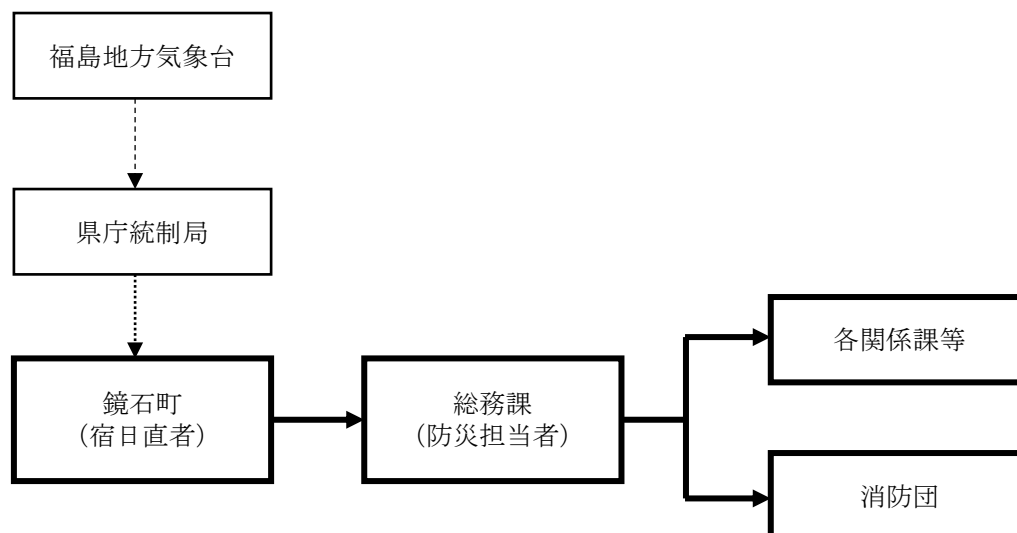 福島地方気象台
県庁統制局
鏡石町
（宿日直者）
総務課
（防災担当者）
各関係課等
消防団